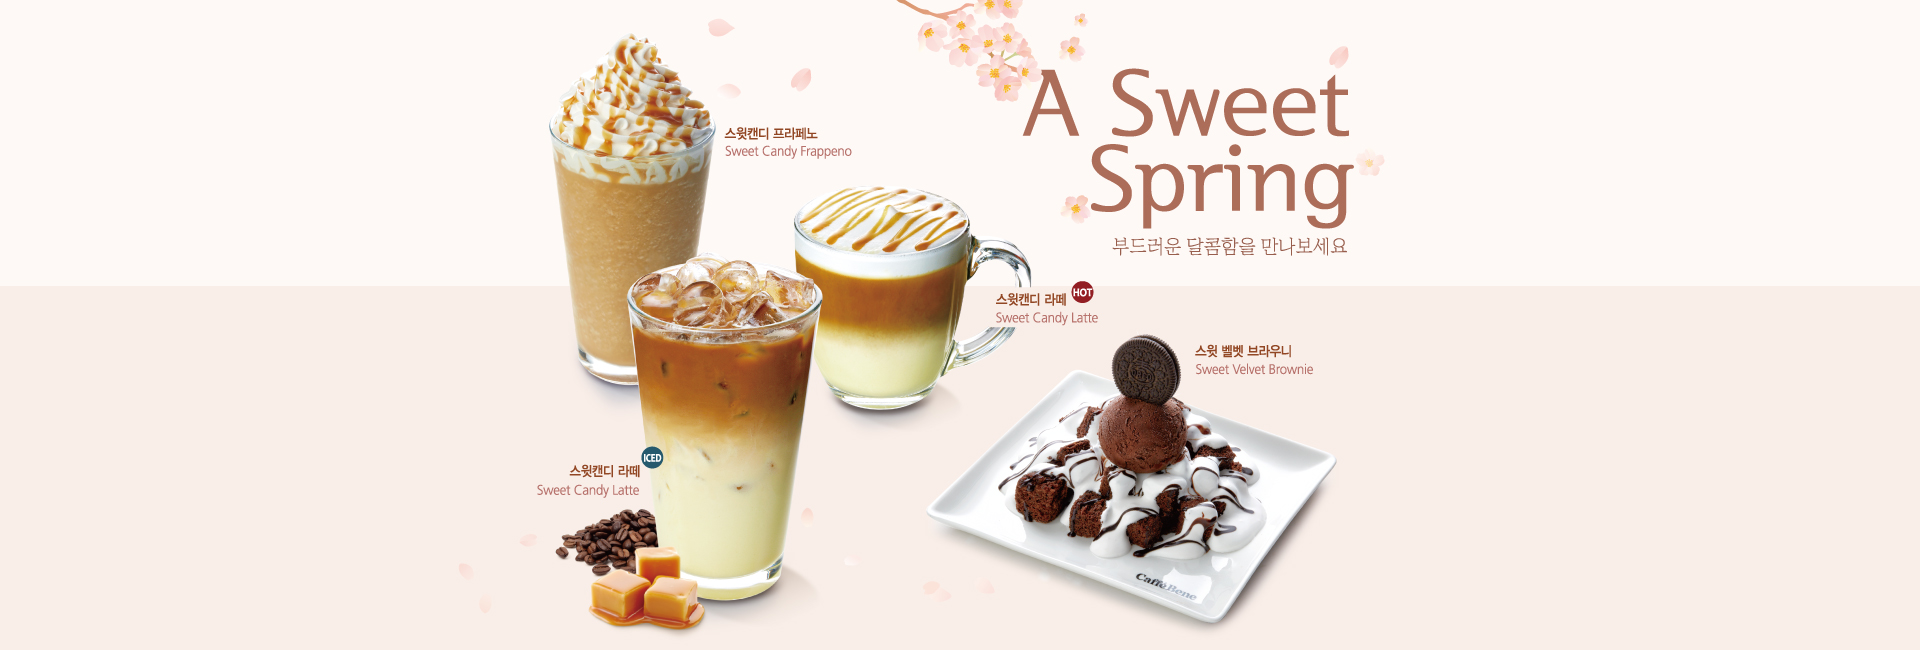 A Sweet
Spring
부드러운 달콤함을 만나보세요
스윗캔디 프라페노
Sweet Candy Frappeno
스윗캔디 라떼 HOT
Sweet Candy Latte
스윗 벨벳 브라우니
Sweet Velvet Brownie
스윗캔디 라떼 ICED
Sweet Candy Latte
Caffé Bene